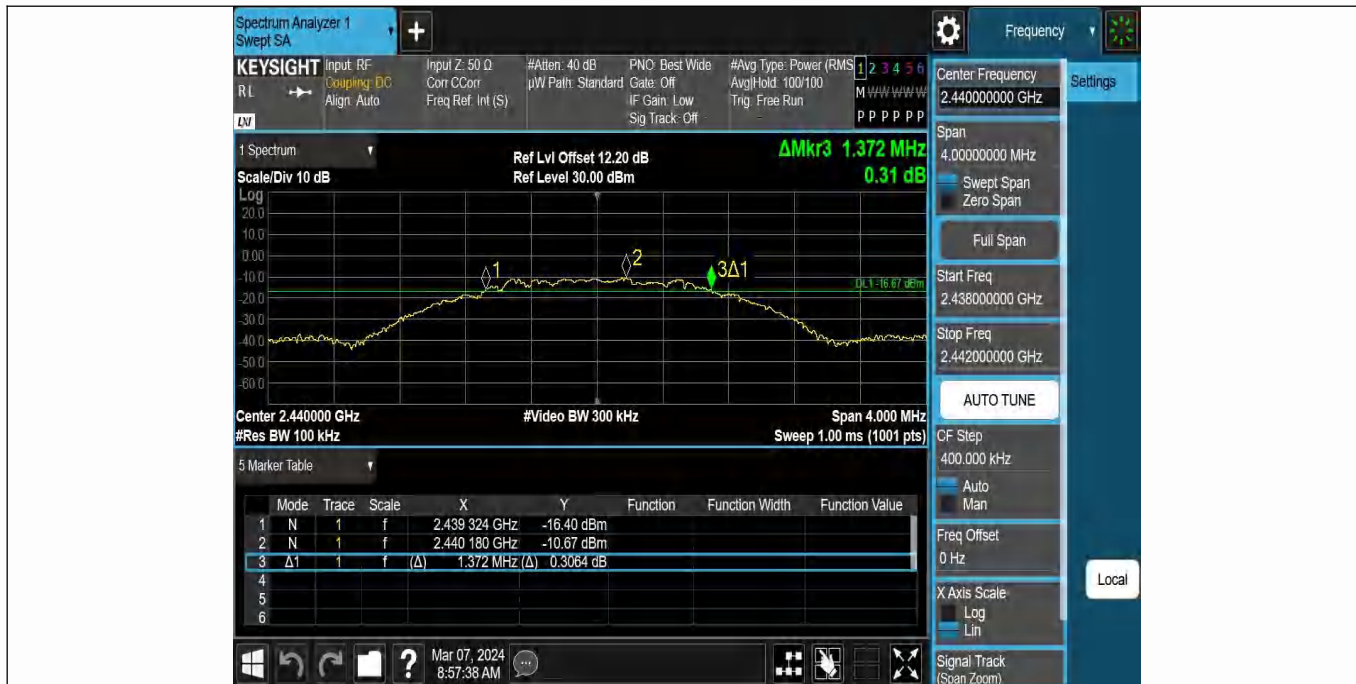 Spectrum Analyzer 1
Swept SA
+
Frequency
KEYSIGHT
RL
LXI
Input: RF
Coupling: DC
Align: Auto
Input Z: 50 Ω
Corr CCorr
Freq Ref: Int (S)
#Atten: 40 dB
µW Path: Standard
PNO: Best Wide
Gate: Off
IF Gain: Low
Sig Track: Off
#Avg Type: Power (RMS
Avg|Hold: 100/100
Trig: Free Run
1 2 3 4 5 6
M W W W W W
P P P P P P
Center Frequency
2.440000000 GHz
Settings
Span
4.00000000 MHz
Swept Span
Zero Span
Full Span
Start Freq
2.438000000 GHz
Stop Freq
2.442000000 GHz
AUTO TUNE
CF Step
400.000 kHz
Auto
Man
Freq Offset
0 Hz
X Axis Scale
Log
Lin
Signal Track
(Span Zoom)
Local
1 Spectrum
Scale/Div 10 dB
Ref Lvl Offset 12.20 dB
Ref Level 30.00 dBm
ΔMkr3 1.372 MHz
0.31 dB
Log
20.0
10.0
0.00
-10.0
-20.0
-30.0
-40.0
-50.0
-60.0
1
2
3Δ1
DL1 -16.67 dBm
Center 2.440000 GHz
#Video BW 300 kHz
Span 4.000 MHz
#Res BW 100 kHz
Sweep 1.00 ms (1001 pts)
5 Marker Table
Mode Trace Scale X Y Function Function Width Function Value
1 N 1 f 2.439 324 GHz -16.40 dBm
2 N 1 f 2.440 180 GHz -10.67 dBm
3 Δ1 1 f (Δ) 1.372 MHz (Δ) 0.3064 dB
4
5
6
?
Mar 07, 2024
8:57:38 AM